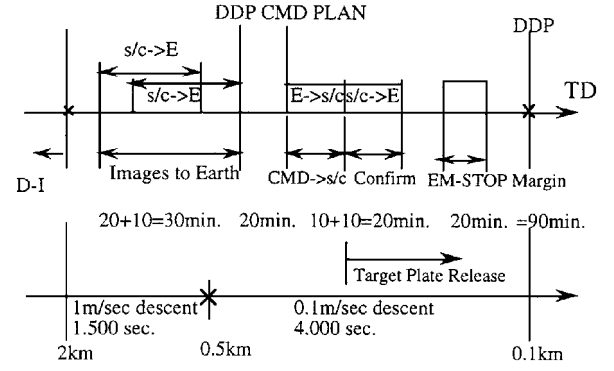 DDP CMD PLAN
DDP
s/c->E
s/c->E
E->s/c s/c->E
TD
D-I
Images to Earth
CMD->s/c Confirm
EM-STOP Margin
20+10=30min. 20min. 10+10=20min. 20min. =90min.
Target Plate Release
1m/sec descent
1.500 sec.
0.1m/sec descent
4.000 sec.
2km
0.5km
0.1km